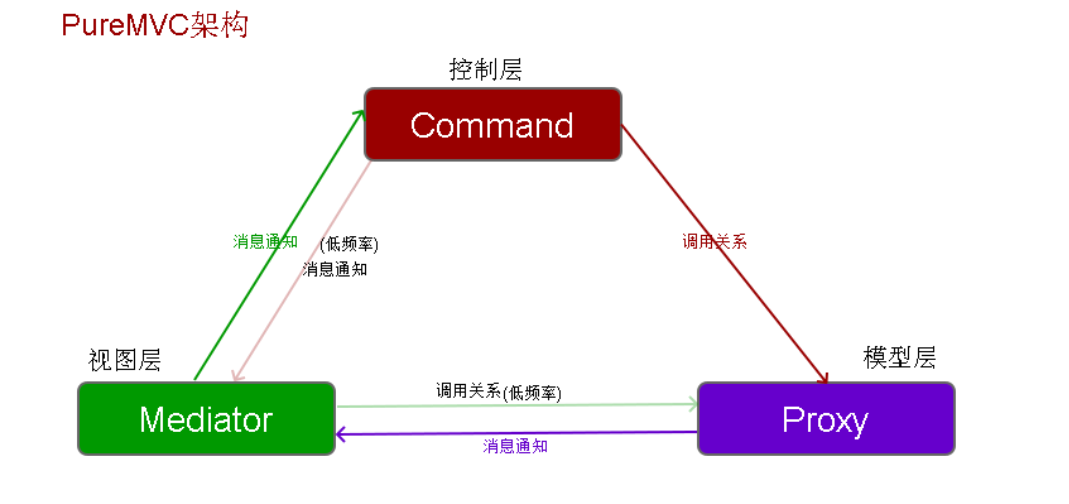 PureMVC架构
控制层
Command
消息通知
(低频率)
消息通知
调用关系
视图层
模型层
Mediator
调用关系(低频率)
消息通知
Proxy